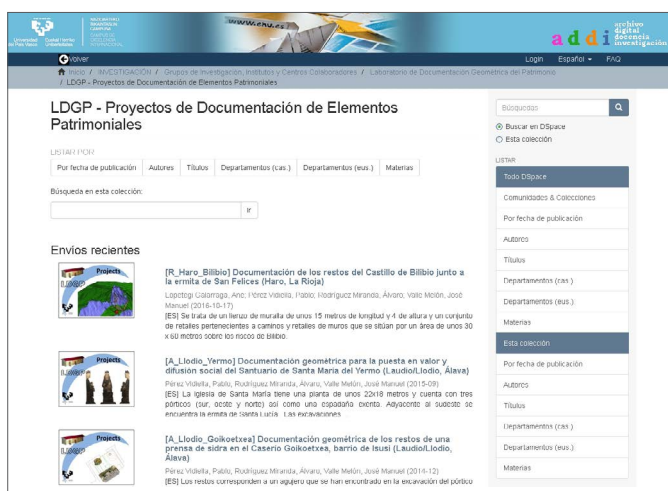 Universidad del País Vasco
Euskal Herriko Unibertsitatea
www.ehu.es
addi
archivo
digital
docencia
investigación
Volver
Login Español FAQ
Inicio / INVESTIGACIÓN / Grupos de Investigación, Institutos y Centros Colaboradores / Laboratorio de Documentación Geométrica del Patrimonio
/ LDGP - Proyectos de Documentación de Elementos Patrimoniales
LDGP - Proyectos de Documentación de Elementos
Patrimoniales
LISTAR POR
Por fecha de publicación Autores Títulos Departamentos (cas.) Departamentos (eus.) Materias
Búsqueda en esta colección:
Ir
Envíos recientes
Projects
LDGP
[R_Haro_Bilibio] Documentación de los restos del Castillo de Bilibio junto a
la ermita de San Felices (Haro, La Rioja)
Lopetegi Galarraga, Ane; Pérez Vidiella, Pablo; Rodríguez Miranda, Álvaro; Valle Melón, José
Manuel (2016-10-17)
[ES] Se trata de un lienzo de muralla de unos 15 metros de longitud y 4 de altura y un conjunto
de retalles pertenecientes a caminos y retalles de muros que se sitúan por un área de unos 30
x 60 metros sobre los riscos de Bilibio.
Projects
LDGP
[A_Llodio_Yermo] Documentación geométrica para la puesta en valor y
difusión social del Santuario de Santa María del Yermo (Laudio/Llodio, Álava)
Pérez Vidiella, Pablo; Rodríguez Miranda, Álvaro; Valle Melón, José Manuel (2015-09)
[ES] La iglesia de Santa María tiene una planta de unos 22x18 metros y cuenta con tres
pórticos (sur, oeste y norte) así como una espadaña exenta. Adyacente al sudeste se
encuentra la ermita de Santa Lucía. Las excavaciones
Projects
LDGP
[A_Llodio_Goikoetxea] Documentación geométrica de los restos de una
prensa de sidra en el Caserío Goikoetxea, barrio de Isusi (Laudio/Llodio,
Álava)
Pérez Vidiella, Pablo; Rodríguez Miranda, Álvaro; Valle Melón, José Manuel (2014-12)
[ES] Los restos corresponden a un agujero que se han encontrado en la excavación del pórtico
Búsquedas
Buscar en DSpace
Esta colección
LISTAR
Todo DSpace
Comunidades & Colecciones
Por fecha de publicación
Autores
Títulos
Departamentos (cas.)
Departamentos (eus.)
Materias
Esta colección
Por fecha de publicación
Autores
Títulos
Departamentos (cas.)
Departamentos (eus.)
Materias